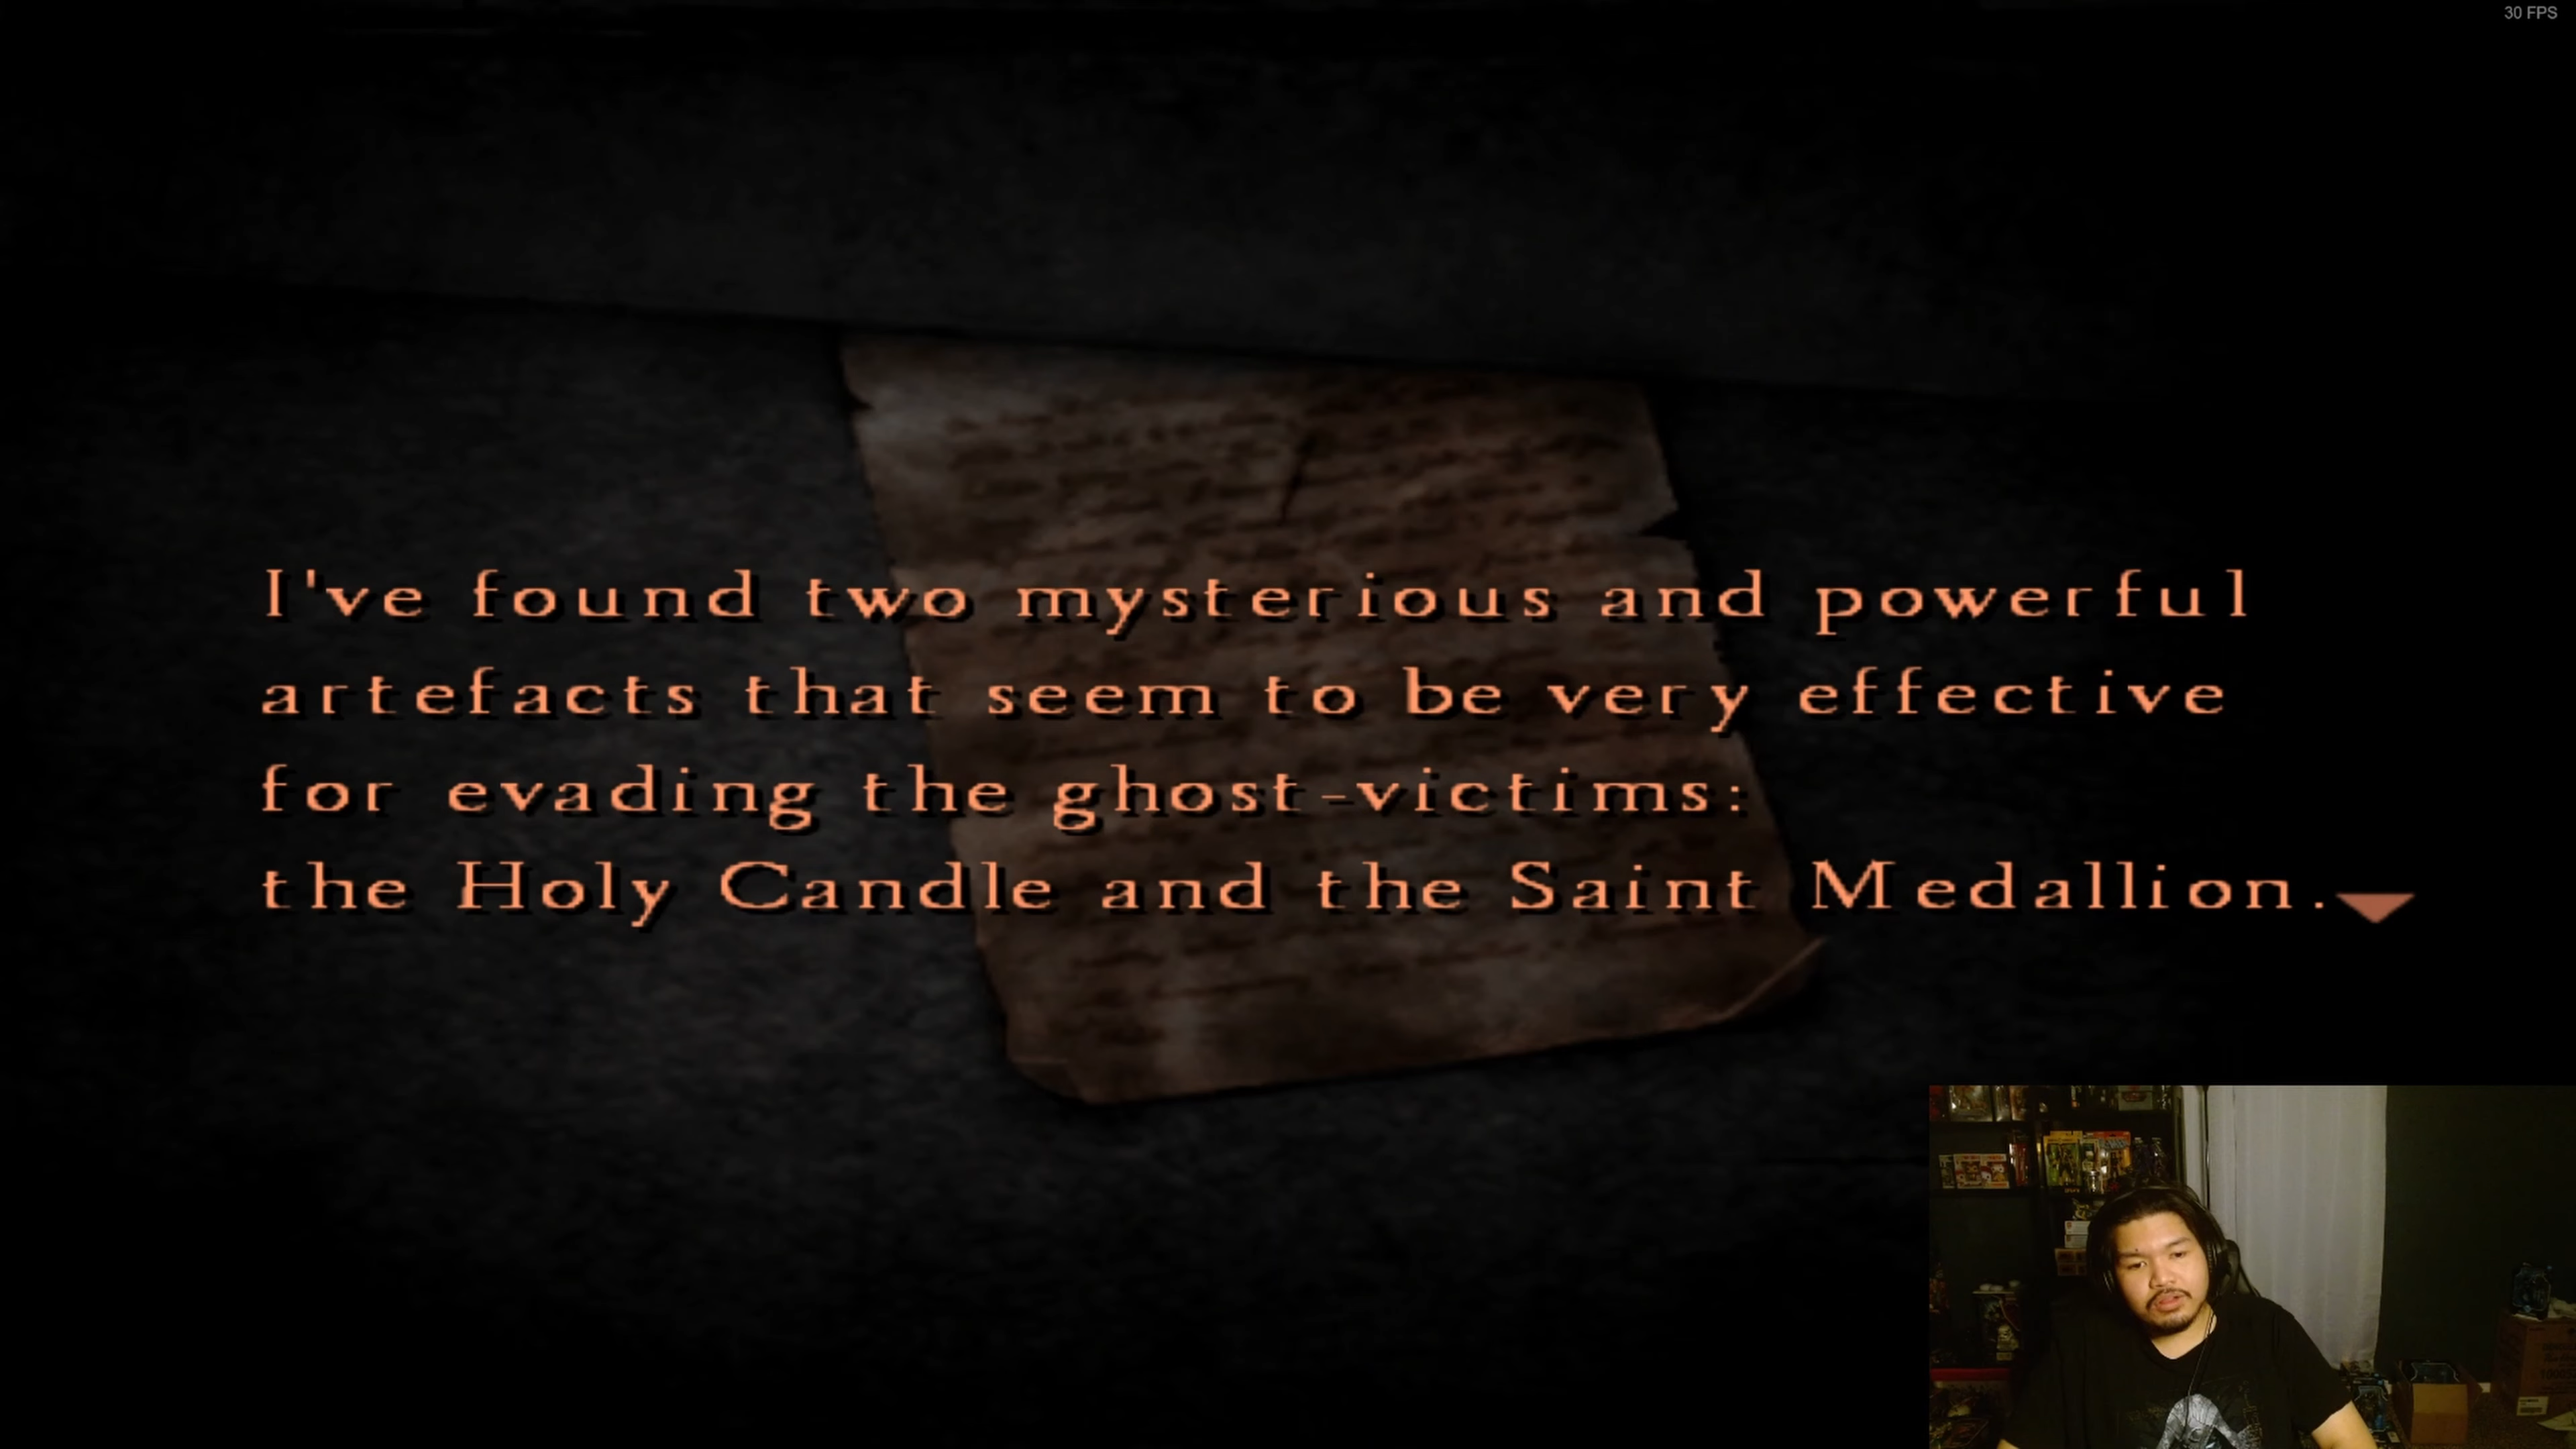 30 FPS
I've found two mysterious and powerful
artefacts that seem to be very effective
for evading the ghost-victims:
the Holy Candle and the Saint Medallion.